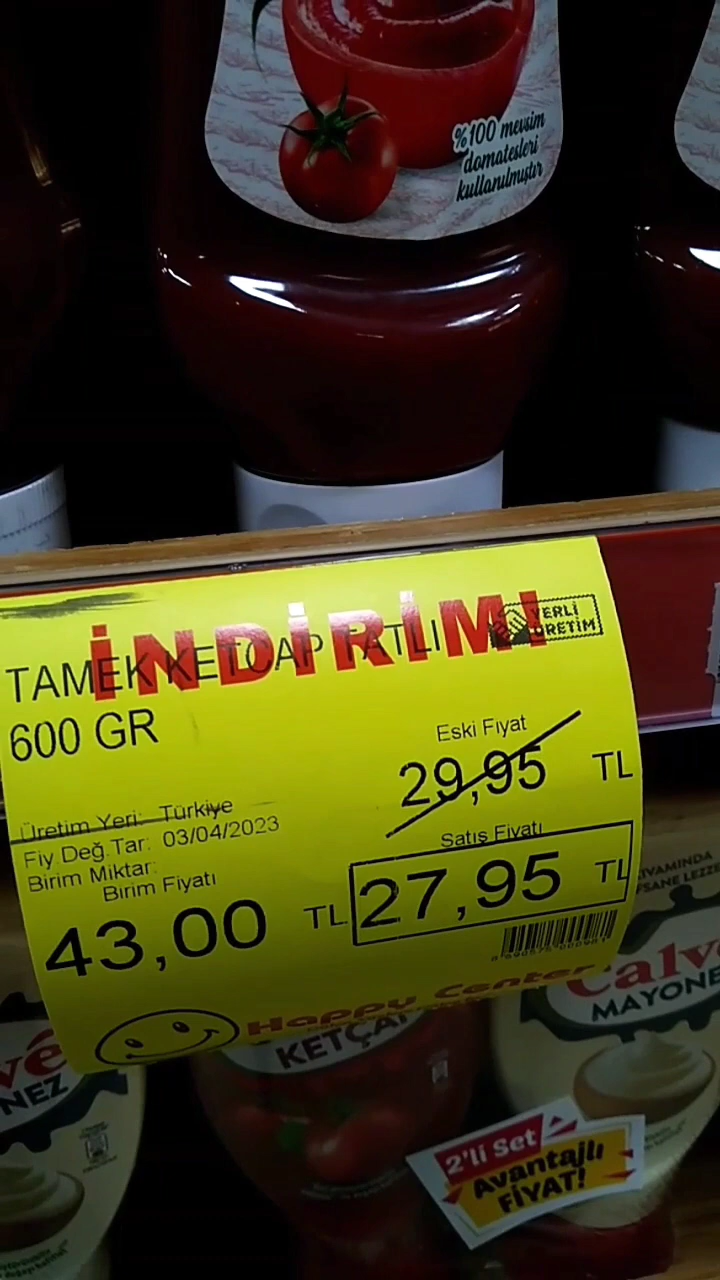 %100 mevsim
domatesleri
kullanılmıştır
İNDİRİM!
YERLİ
ÜRETİM
TAMEK KETÇAP TATLI
600 GR
Eski Fiyat
29,95 TL
Üretim Yeri: Türkiye
Fiy Değ.Tar: 03/04/2023
Birim Miktar:
Birim Fiyatı
43,00 TL
Satış Fiyatı
27,95 TL
Happy Center
KETÇAP
Calvé
MAYONEZ
2'li Set
Avantajlı
FİYAT!